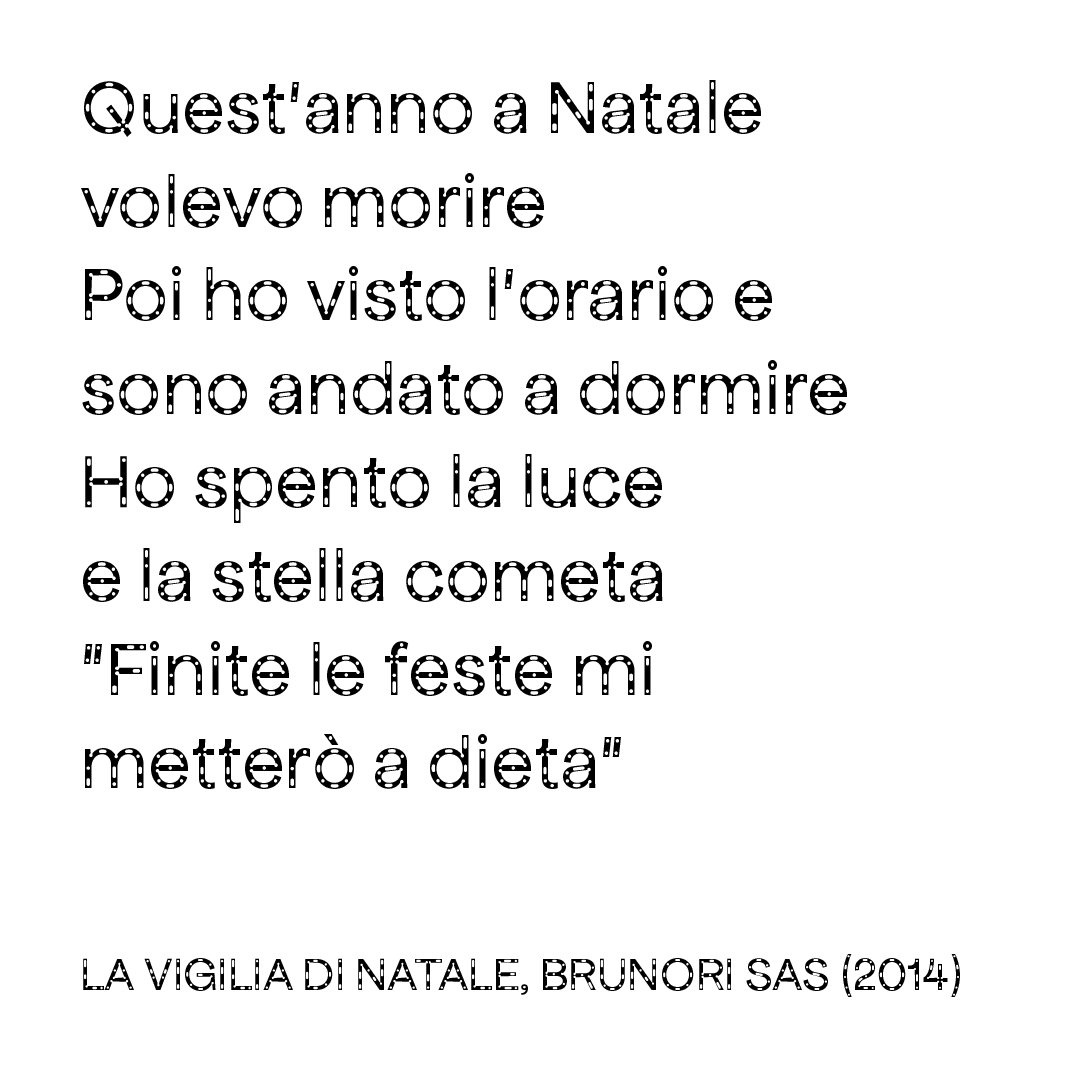 Quest'anno a Natale
volevo morire
Poi ho visto l'orario e
sono andato a dormire
Ho spento la luce
e la stella cometa
"Finite le feste mi
metterò a dieta"
LA VIGILIA DI NATALE, BRUNORI SAS (2014)